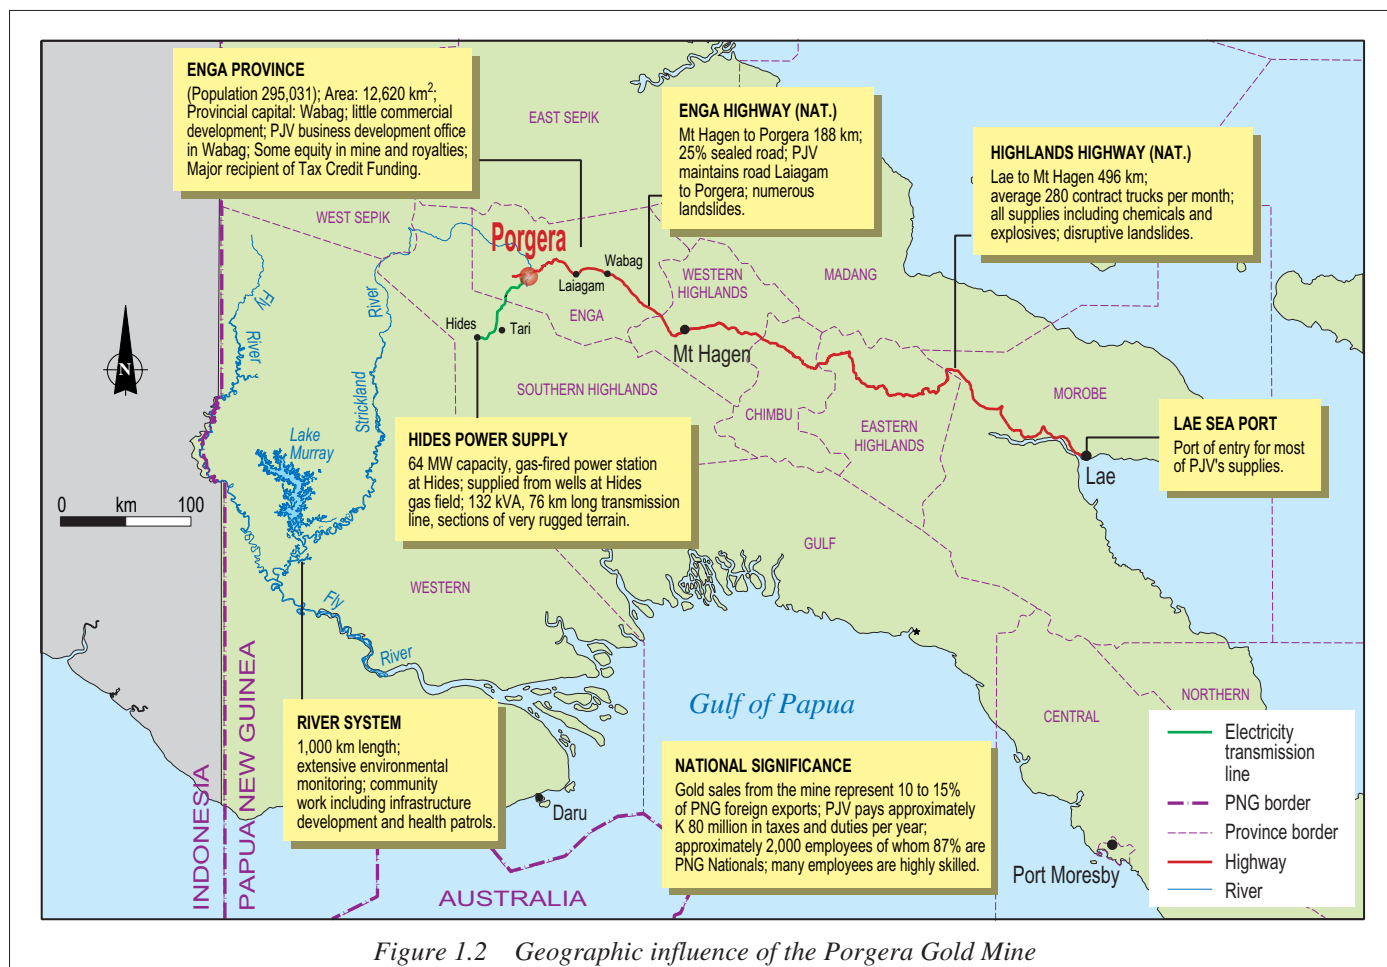 ENGA PROVINCE
(Population 295,031); Area: 12,620 km²;
Provincial capital: Wabag; little commercial
development; PJV business development office
in Wabag; Some equity in mine and royalties;
Major recipient of Tax Credit Funding.
ENGA HIGHWAY (NAT.)
Mt Hagen to Porgera 188 km;
25% sealed road; PJV
maintains road Laiagam
to Porgera; numerous
landslides.
HIGHLANDS HIGHWAY (NAT.)
Lae to Mt Hagen 496 km;
average 280 contract trucks per month;
all supplies including chemicals and
explosives; disruptive landslides.
EAST SEPIK
WEST SEPIK
Porgera
Wabag
Laiagam
WESTERN
HIGHLANDS
MADANG
ENGA
Hides
Tari
Mt Hagen
Fly
River
River
Strickland
N
SOUTHERN HIGHLANDS
CHIMBU
EASTERN
HIGHLANDS
MOROBE
Lake
Murray
LAE SEA PORT
Port of entry for most
of PJV's supplies.
Lae
HIDES POWER SUPPLY
64 MW capacity, gas-fired power station
at Hides; supplied from wells at Hides
gas field; 132 kVA, 76 km long transmission
line, sections of very rugged terrain.
0 km 100
GULF
WESTERN
Fly
River
INDONESIA
PAPUA NEW GUINEA
Gulf of Papua
CENTRAL
NORTHERN
RIVER SYSTEM
1,000 km length;
extensive environmental
monitoring; community
work including infrastructure
development and health patrols.
Daru
NATIONAL SIGNIFICANCE
Gold sales from the mine represent 10 to 15%
of PNG foreign exports; PJV pays approximately
K 80 million in taxes and duties per year;
approximately 2,000 employees of whom 87% are
PNG Nationals; many employees are highly skilled.
Port Moresby
AUSTRALIA
Electricity
transmission
line
PNG border
Province border
Highway
River
Figure 1.2 Geographic influence of the Porgera Gold Mine